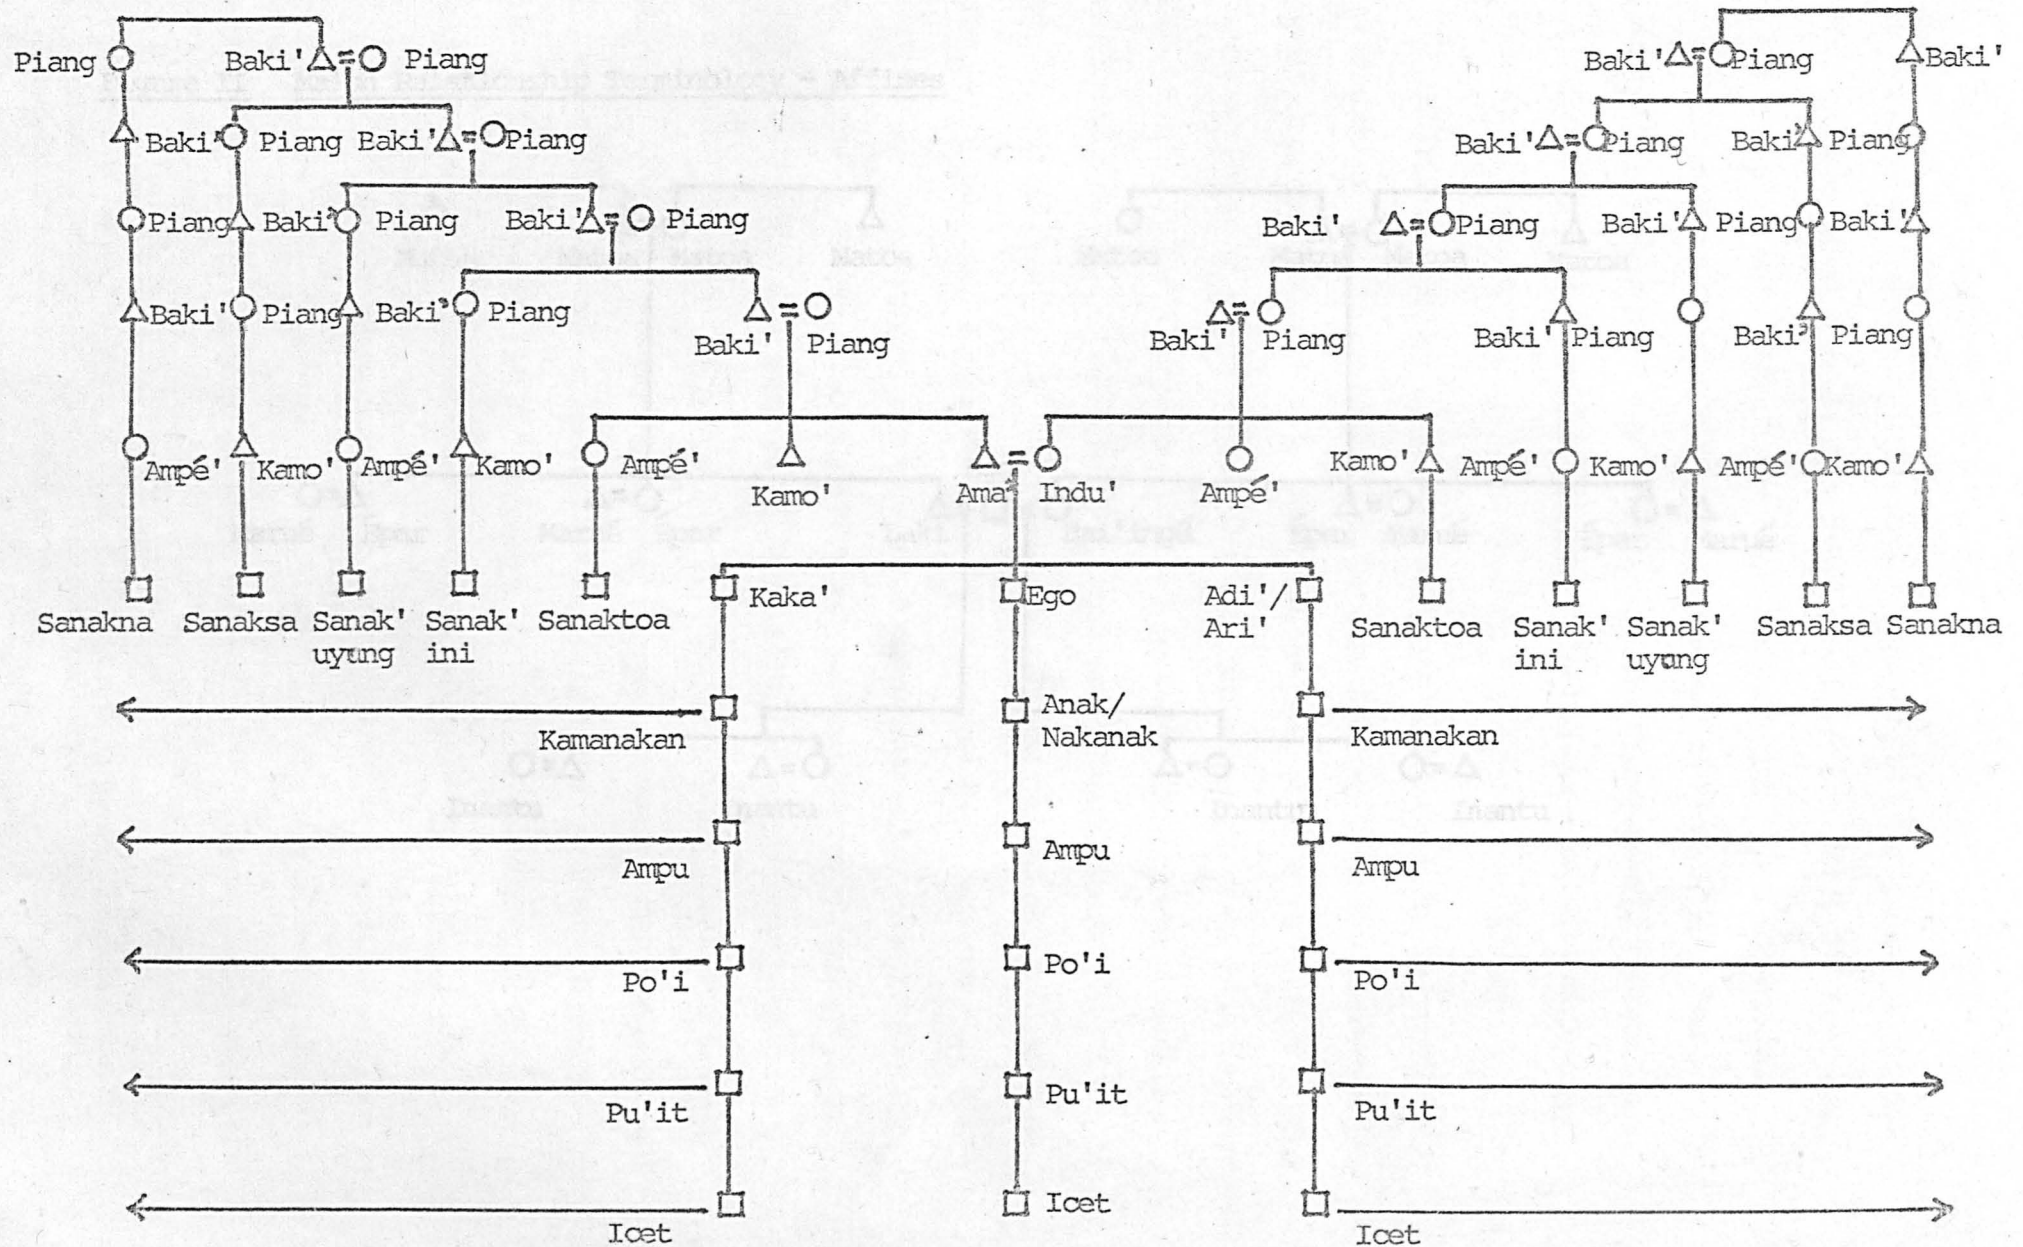 Piang Baki' Piang Baki' Piang Baki'
Baki' Piang Baki' Piang Baki' Piang Baki' Piang
Piang Baki' Piang Baki' Piang Baki' Piang Baki' Piang Baki'
Baki' Piang Baki' Piang
Baki' Piang Baki' Piang Baki' Piang Baki' Piang
Ampé' Kamo' Ampé' Kamo' Ampé' Kamo' Ampé' Kamo' Ampé' Kamo'
Kamo' Ama' Indu' Ampé'
Kaka' Ego Adi'/
Ari'
Sanakna Sanaksa Sanak' Sanak' Sanaktoa Sanaktoa Sanak' Sanak' Sanaksa Sanakna
uyung ini ini uyung
Anak/
Nakanak
Kamanakan Kamanakan
Ampu
Ampu Ampu
Po'i
Po'i Po'i
Pu'it
Pu'it Pu'it
Icet
Icet Icet